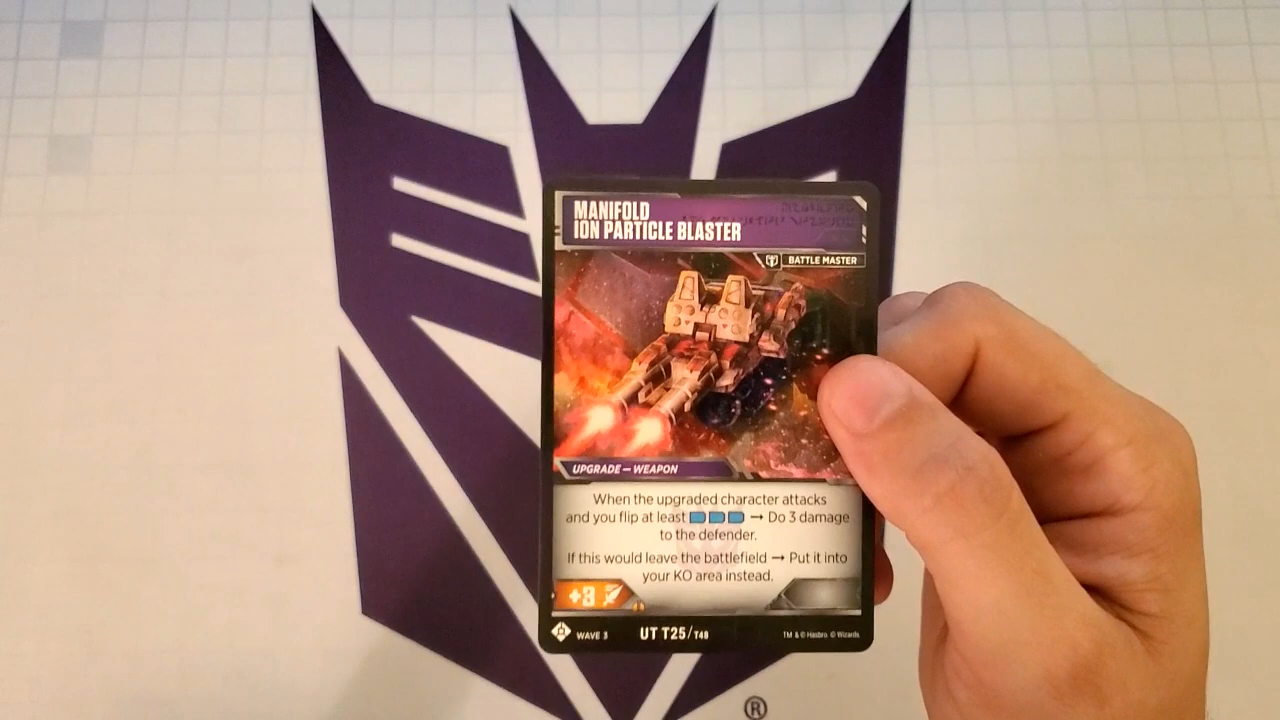 MANIFOLD
ION PARTICLE BLASTER
BATTLE MASTER
UPGRADE — WEAPON
When the upgraded character attacks
and you flip at least → Do 3 damage
to the defender.
If this would leave the battlefield → Put it into
your KO area instead.
+3
WAVE 3 UT T25/T48 TM & © Hasbro. © Wizards.
®